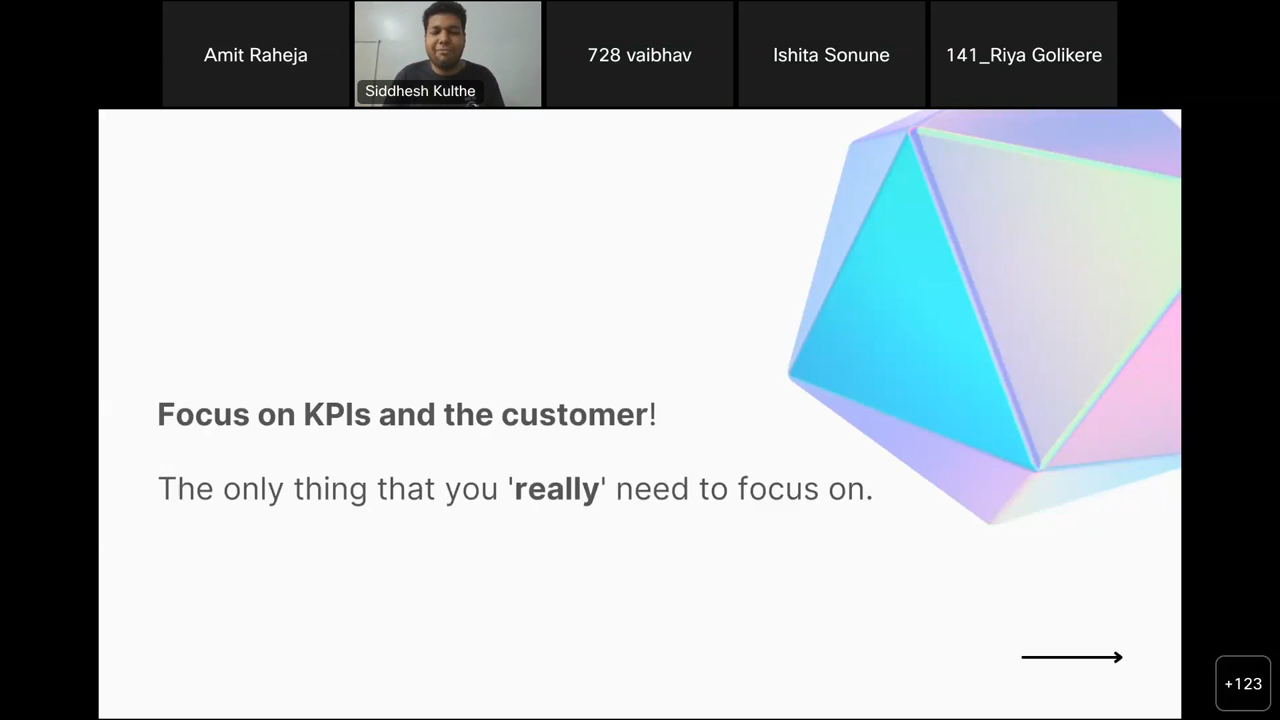 Amit Raheja
Siddhesh Kulthe
728 vaibhav
Ishita Sonune
141_Riya Golikere
Focus on KPIs and the customer!
The only thing that you 'really' need to focus on.
+123